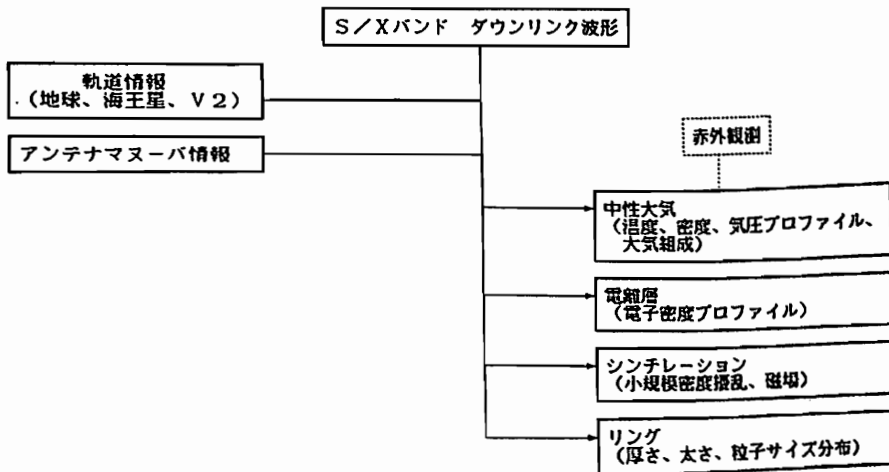 S/Xバンド ダウンリンク波形
軌道情報
(地球、海王星、V2)
アンテナマヌーバ情報
赤外観測
中性大気
(温度、密度、気圧プロファイル、
大気組成)
電離層
(電子密度プロファイル)
シンチレーション
(小規模密度擾乱、磁場)
リング
(厚さ、太さ、粒子サイズ分布)